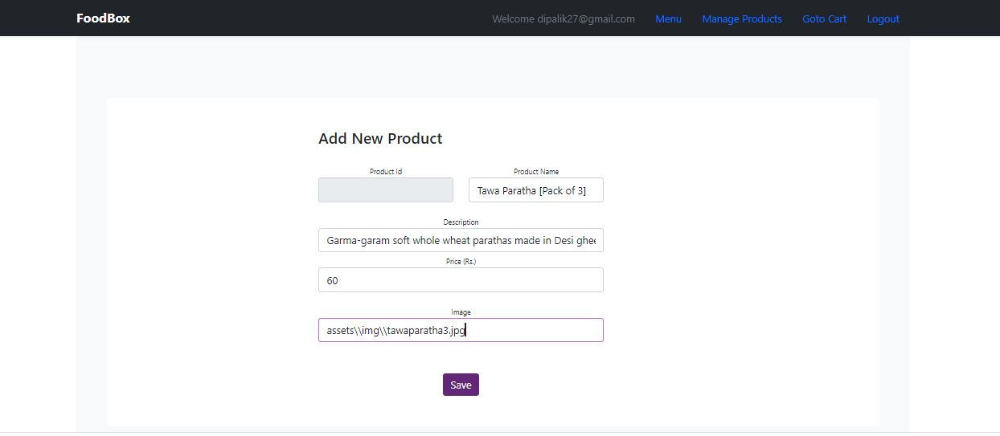 FoodBox Welcome dipalik27@gmail.com Menu Manage Products Goto Cart Logout
Add New Product
Product Id Product Name
Tawa Paratha [Pack of 3]
Description
Garma-garam soft whole wheat parathas made in Desi ghee
Price (Rs.)
60
Image
assets\\img\\tawaparatha3.jpg
Save